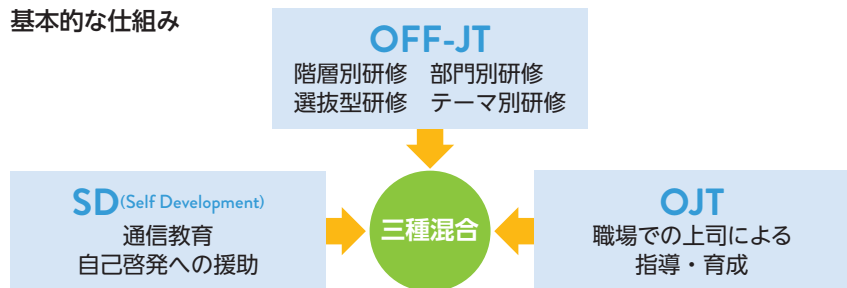 基本的な仕組み
OFF-JT
階層別研修　部門別研修
選抜型研修　テーマ別研修
SD(Self Development)
通信教育
自己啓発への援助
三種混合
OJT
職場での上司による
指導・育成